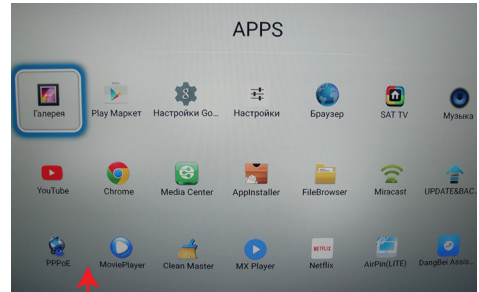 APPS
Галерея
Play Маркет
Настройки Go...
Настройки
Браузер
SAT TV
Музыка
YouTube
Chrome
Media Center
AppInstaller
FileBrowser
Miracast
UPDATE&BAC...
PPPoE
MoviePlayer
Clean Master
MX Player
NETFLIX
Netflix
AirPin(LITE)
DangBei Assis...